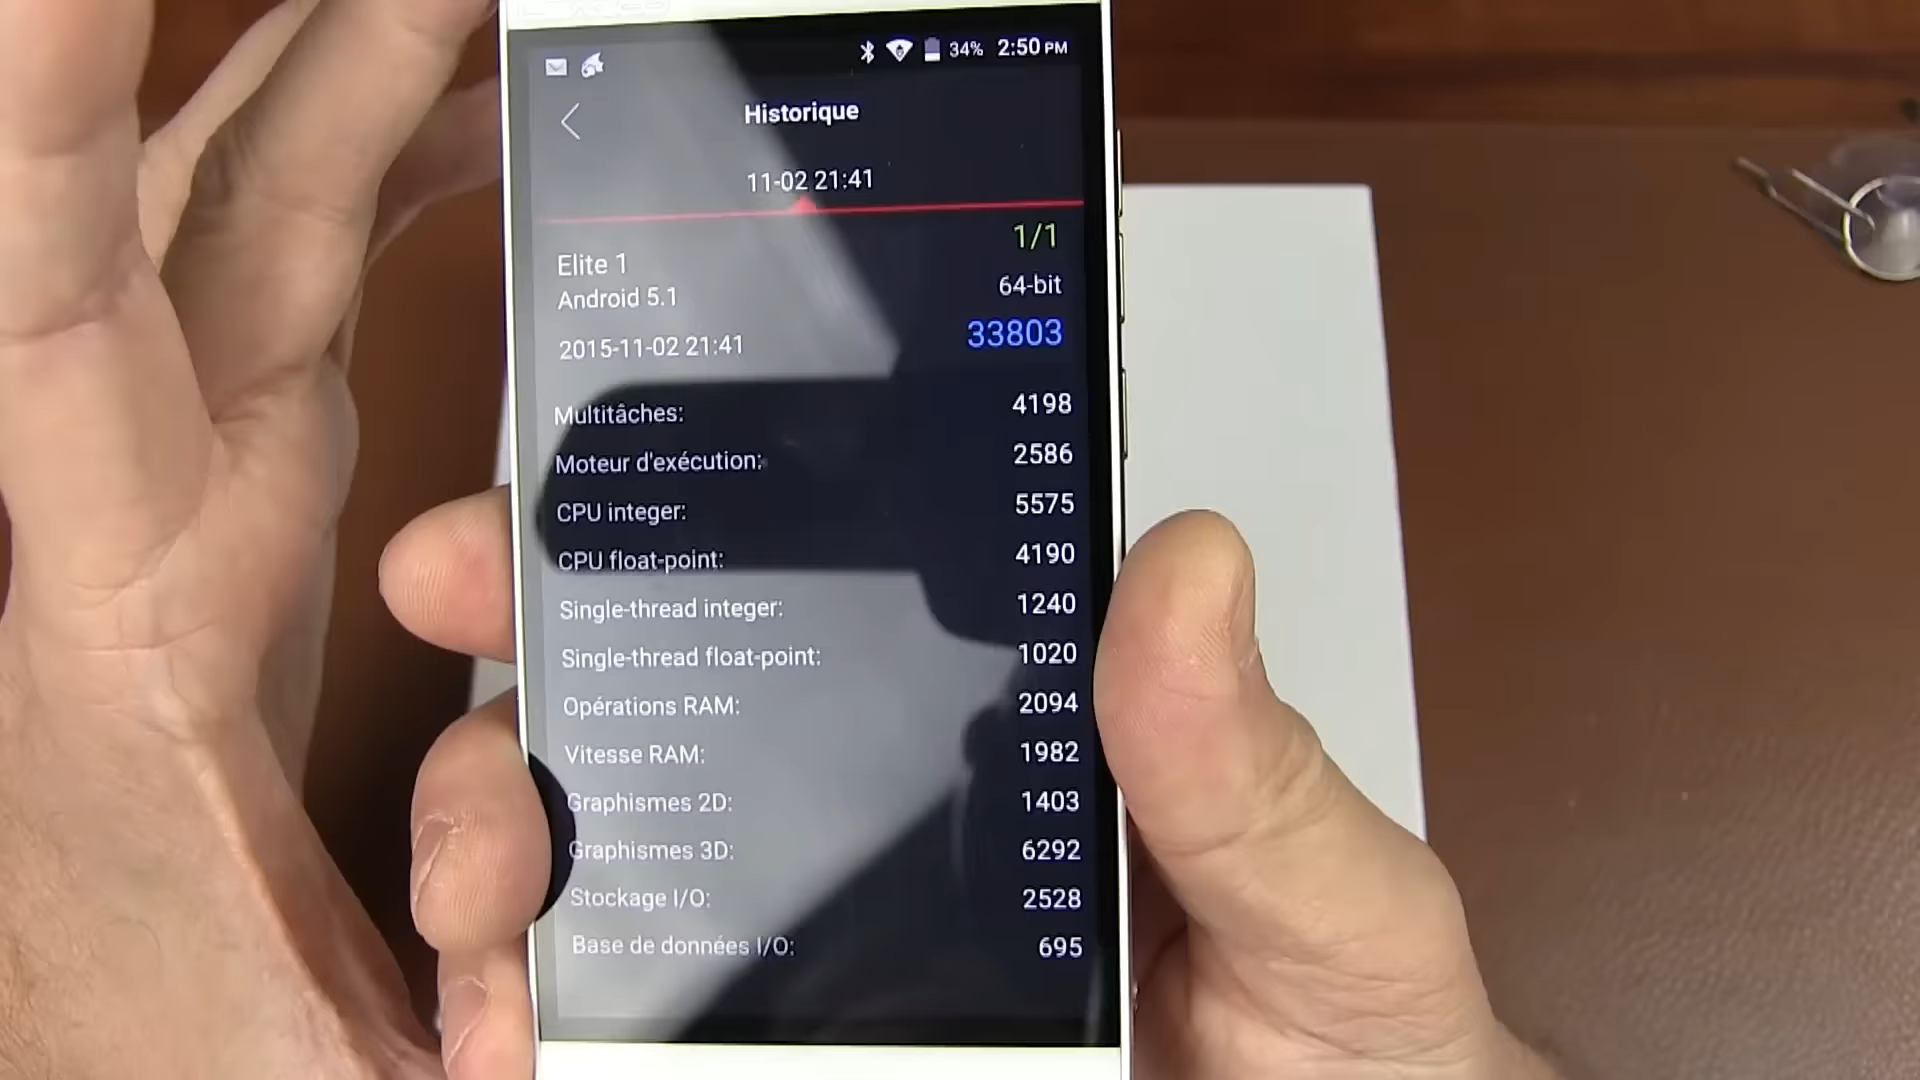 34% 2:50 PM
Historique
11-02 21:41
1/1
Elite 1
64-bit
Android 5.1
33803
2015-11-02 21:41
Multitâches: 4198
Moteur d'exécution: 2586
CPU integer: 5575
CPU float-point: 4190
Single-thread integer: 1240
Single-thread float-point: 1020
Opérations RAM: 2094
Vitesse RAM: 1982
Graphismes 2D: 1403
Graphismes 3D: 6292
Stockage I/O: 2528
Base de données I/O: 695